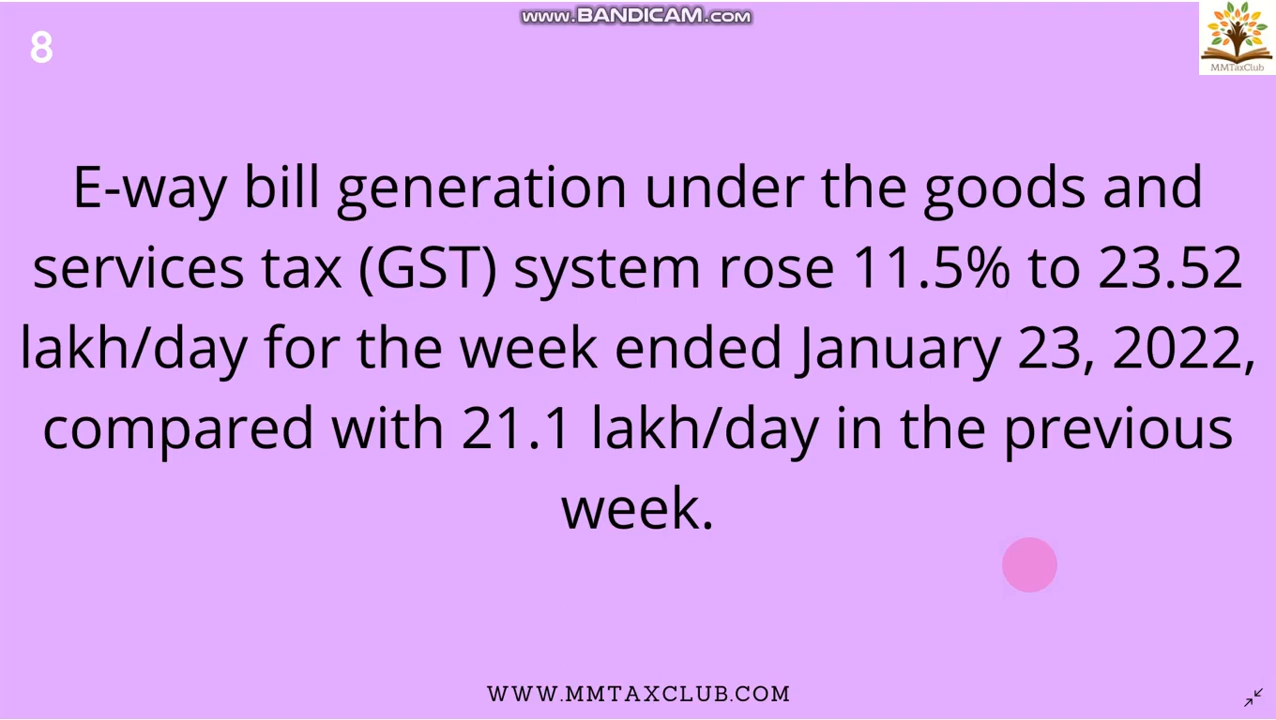 www.BANDICAM.com
8
MMTaxClub
E-way bill generation under the goods and
services tax (GST) system rose 11.5% to 23.52
lakh/day for the week ended January 23, 2022,
compared with 21.1 lakh/day in the previous
week.
WWW.MMTAXCLUB.COM